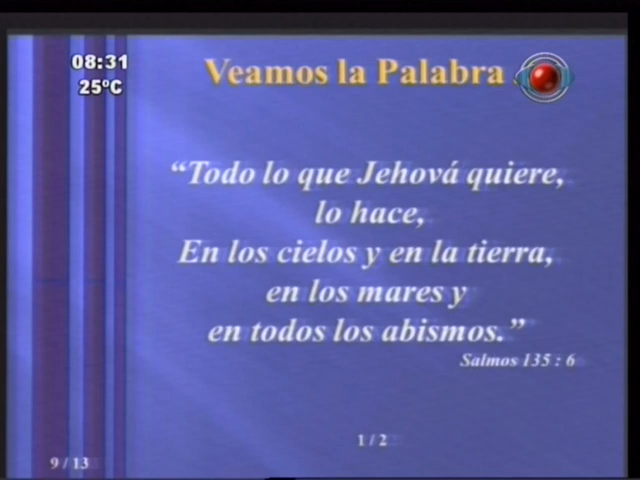 08:31
25ºC
Veamos la Palabra
“Todo lo que Jehová quiere,
lo hace,
En los cielos y en la tierra,
en los mares y
en todos los abismos.”
Salmos 135 : 6
1 / 2
9 / 13